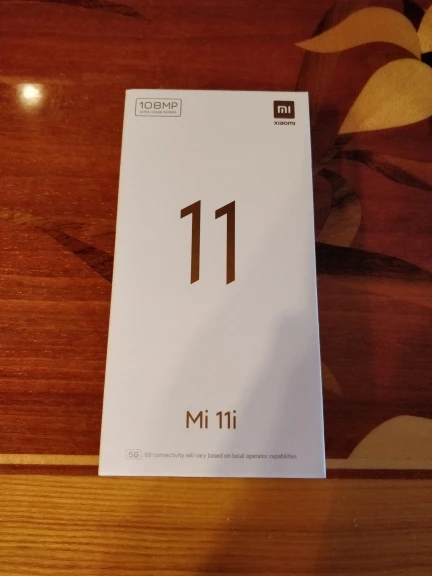 108MP
mi
xiaomi
11
Mi 11i
5G 5G connectivity will vary based on local operator capabilities